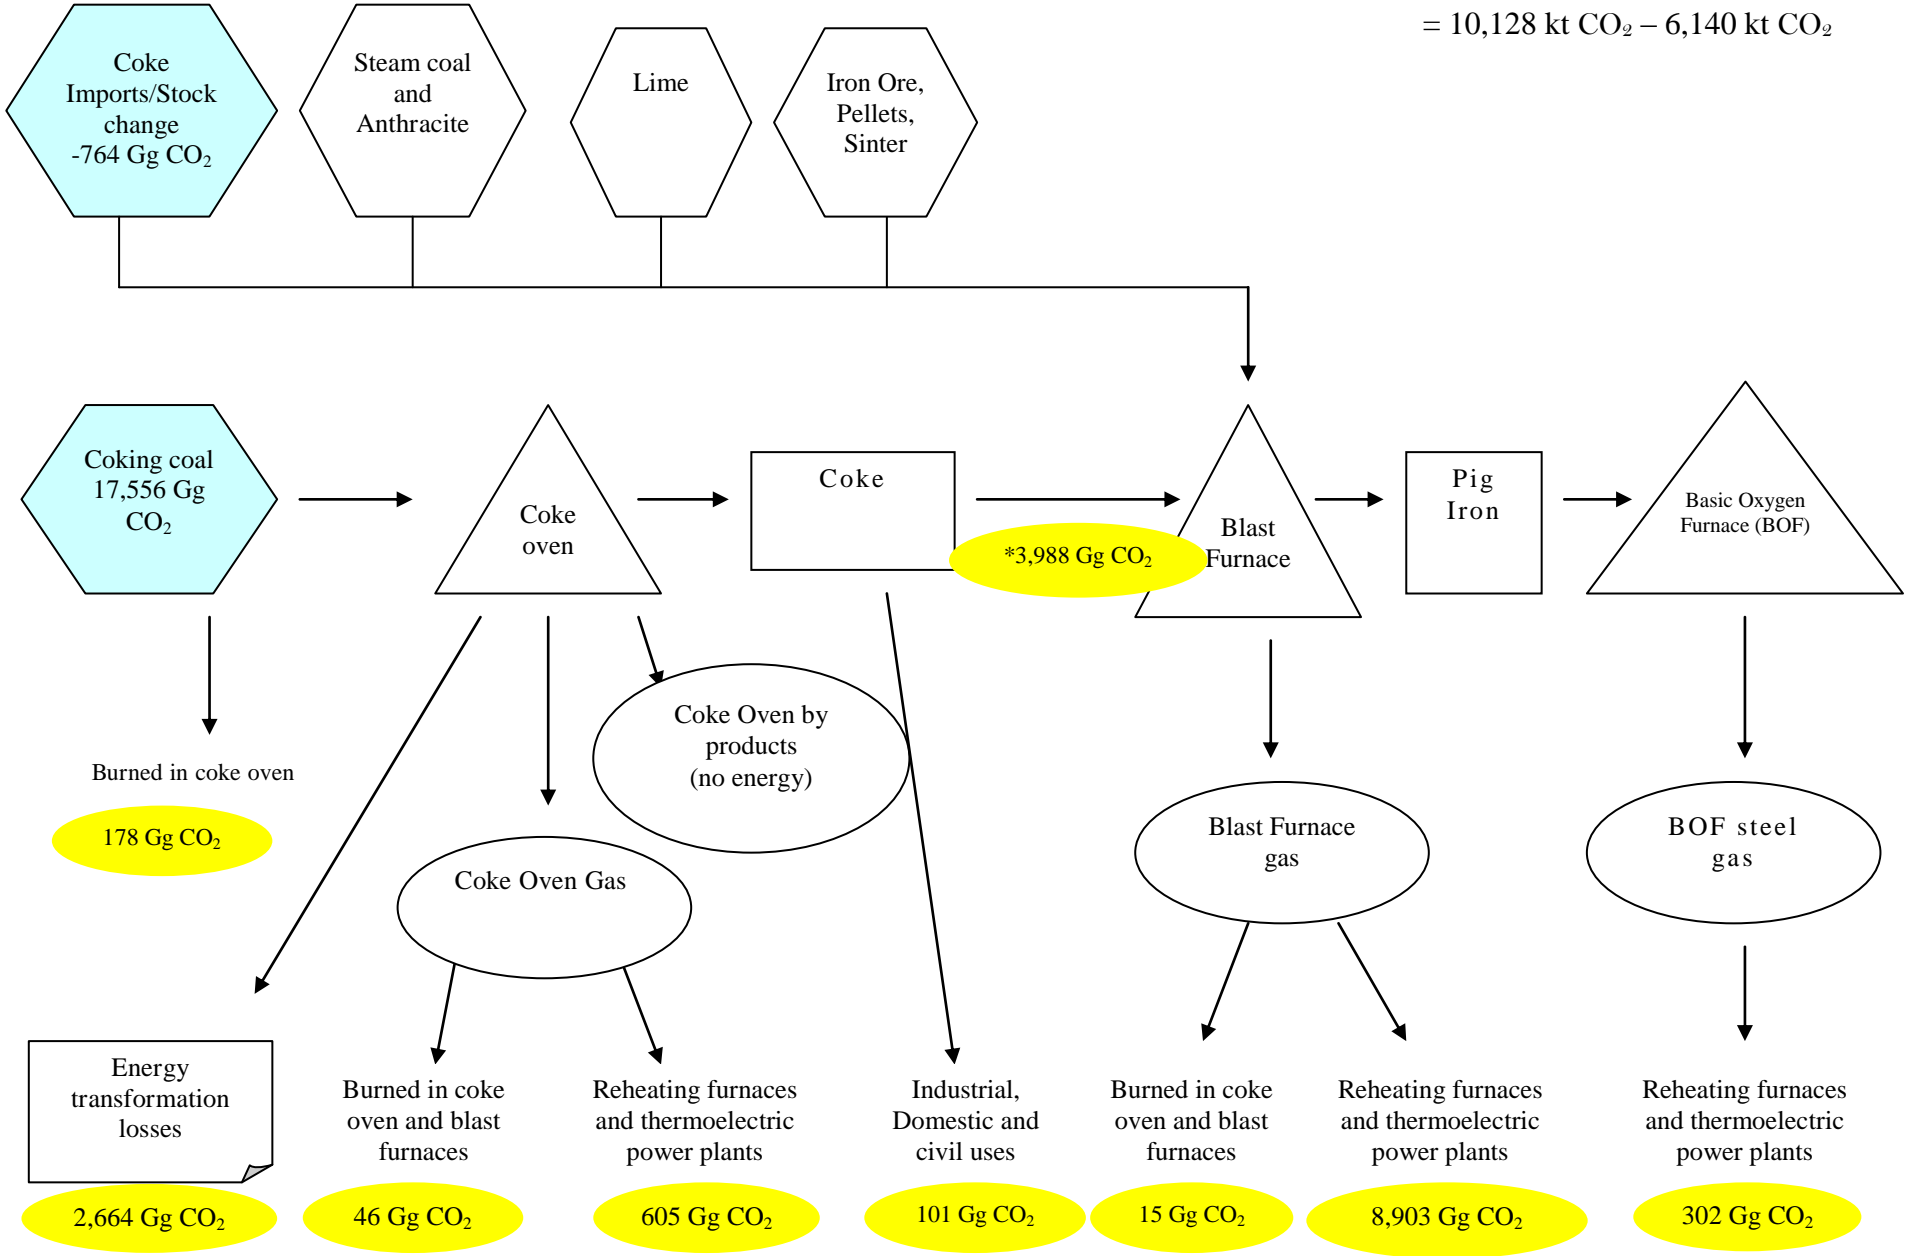 = 10,128 kt CO₂ – 6,140 kt CO₂
Coke
Imports/Stock
change
-764 Gg CO₂
Steam coal
and
Anthracite
Lime
Iron Ore,
Pellets,
Sinter
Coking coal
17,556 Gg
CO₂
Coke
oven
Coke
*3,988 Gg CO₂
Blast
Furnace
Pig
Iron
Basic Oxygen
Furnace (BOF)
Burned in coke oven
178 Gg CO₂
Coke Oven by
products
(no energy)
Coke Oven Gas
Blast Furnace
gas
BOF steel
gas
Energy
transformation
losses
2,664 Gg CO₂
Burned in coke
oven and blast
furnaces
46 Gg CO₂
Reheating furnaces
and thermoelectric
power plants
605 Gg CO₂
Industrial,
Domestic and
civil uses
101 Gg CO₂
Burned in coke
oven and blast
furnaces
15 Gg CO₂
Reheating furnaces
and thermoelectric
power plants
8,903 Gg CO₂
Reheating furnaces
and thermoelectric
power plants
302 Gg CO₂